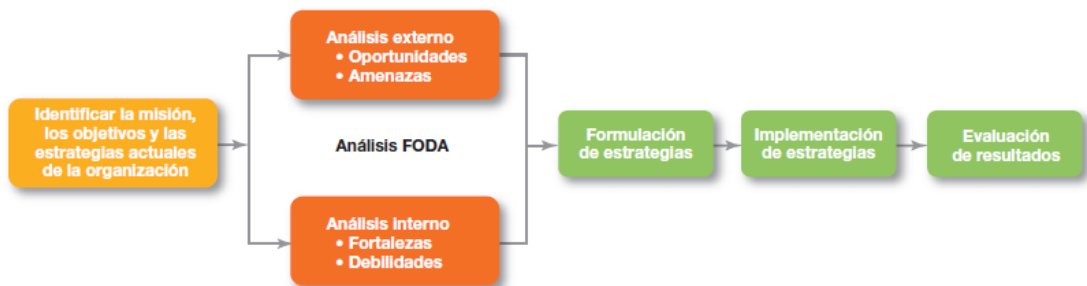 Identificar la misión,
los objetivos y las
estrategias actuales
de la organización
Análisis externo
• Oportunidades
• Amenazas
Análisis FODA
Análisis interno
• Fortalezas
• Debilidades
Formulación
de estrategias
Implementación
de estrategias
Evaluación
de resultados